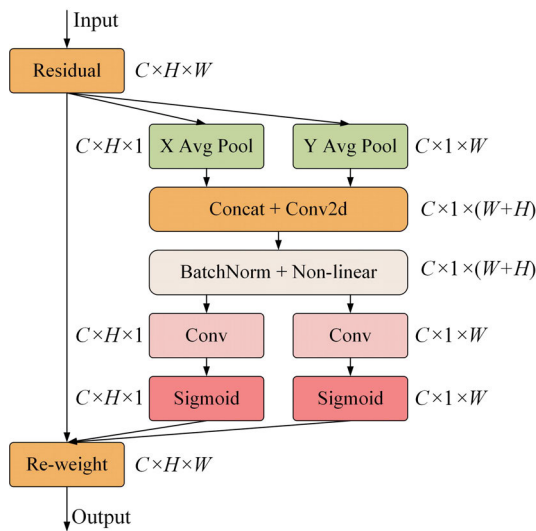 Input
Residual C×H×W
C×H×1 X Avg Pool Y Avg Pool C×1×W
Concat + Conv2d C×1×(W+H)
BatchNorm + Non-linear C×1×(W+H)
C×H×1 Conv Conv C×1×W
C×H×1 Sigmoid Sigmoid C×1×W
Re-weight C×H×W
Output